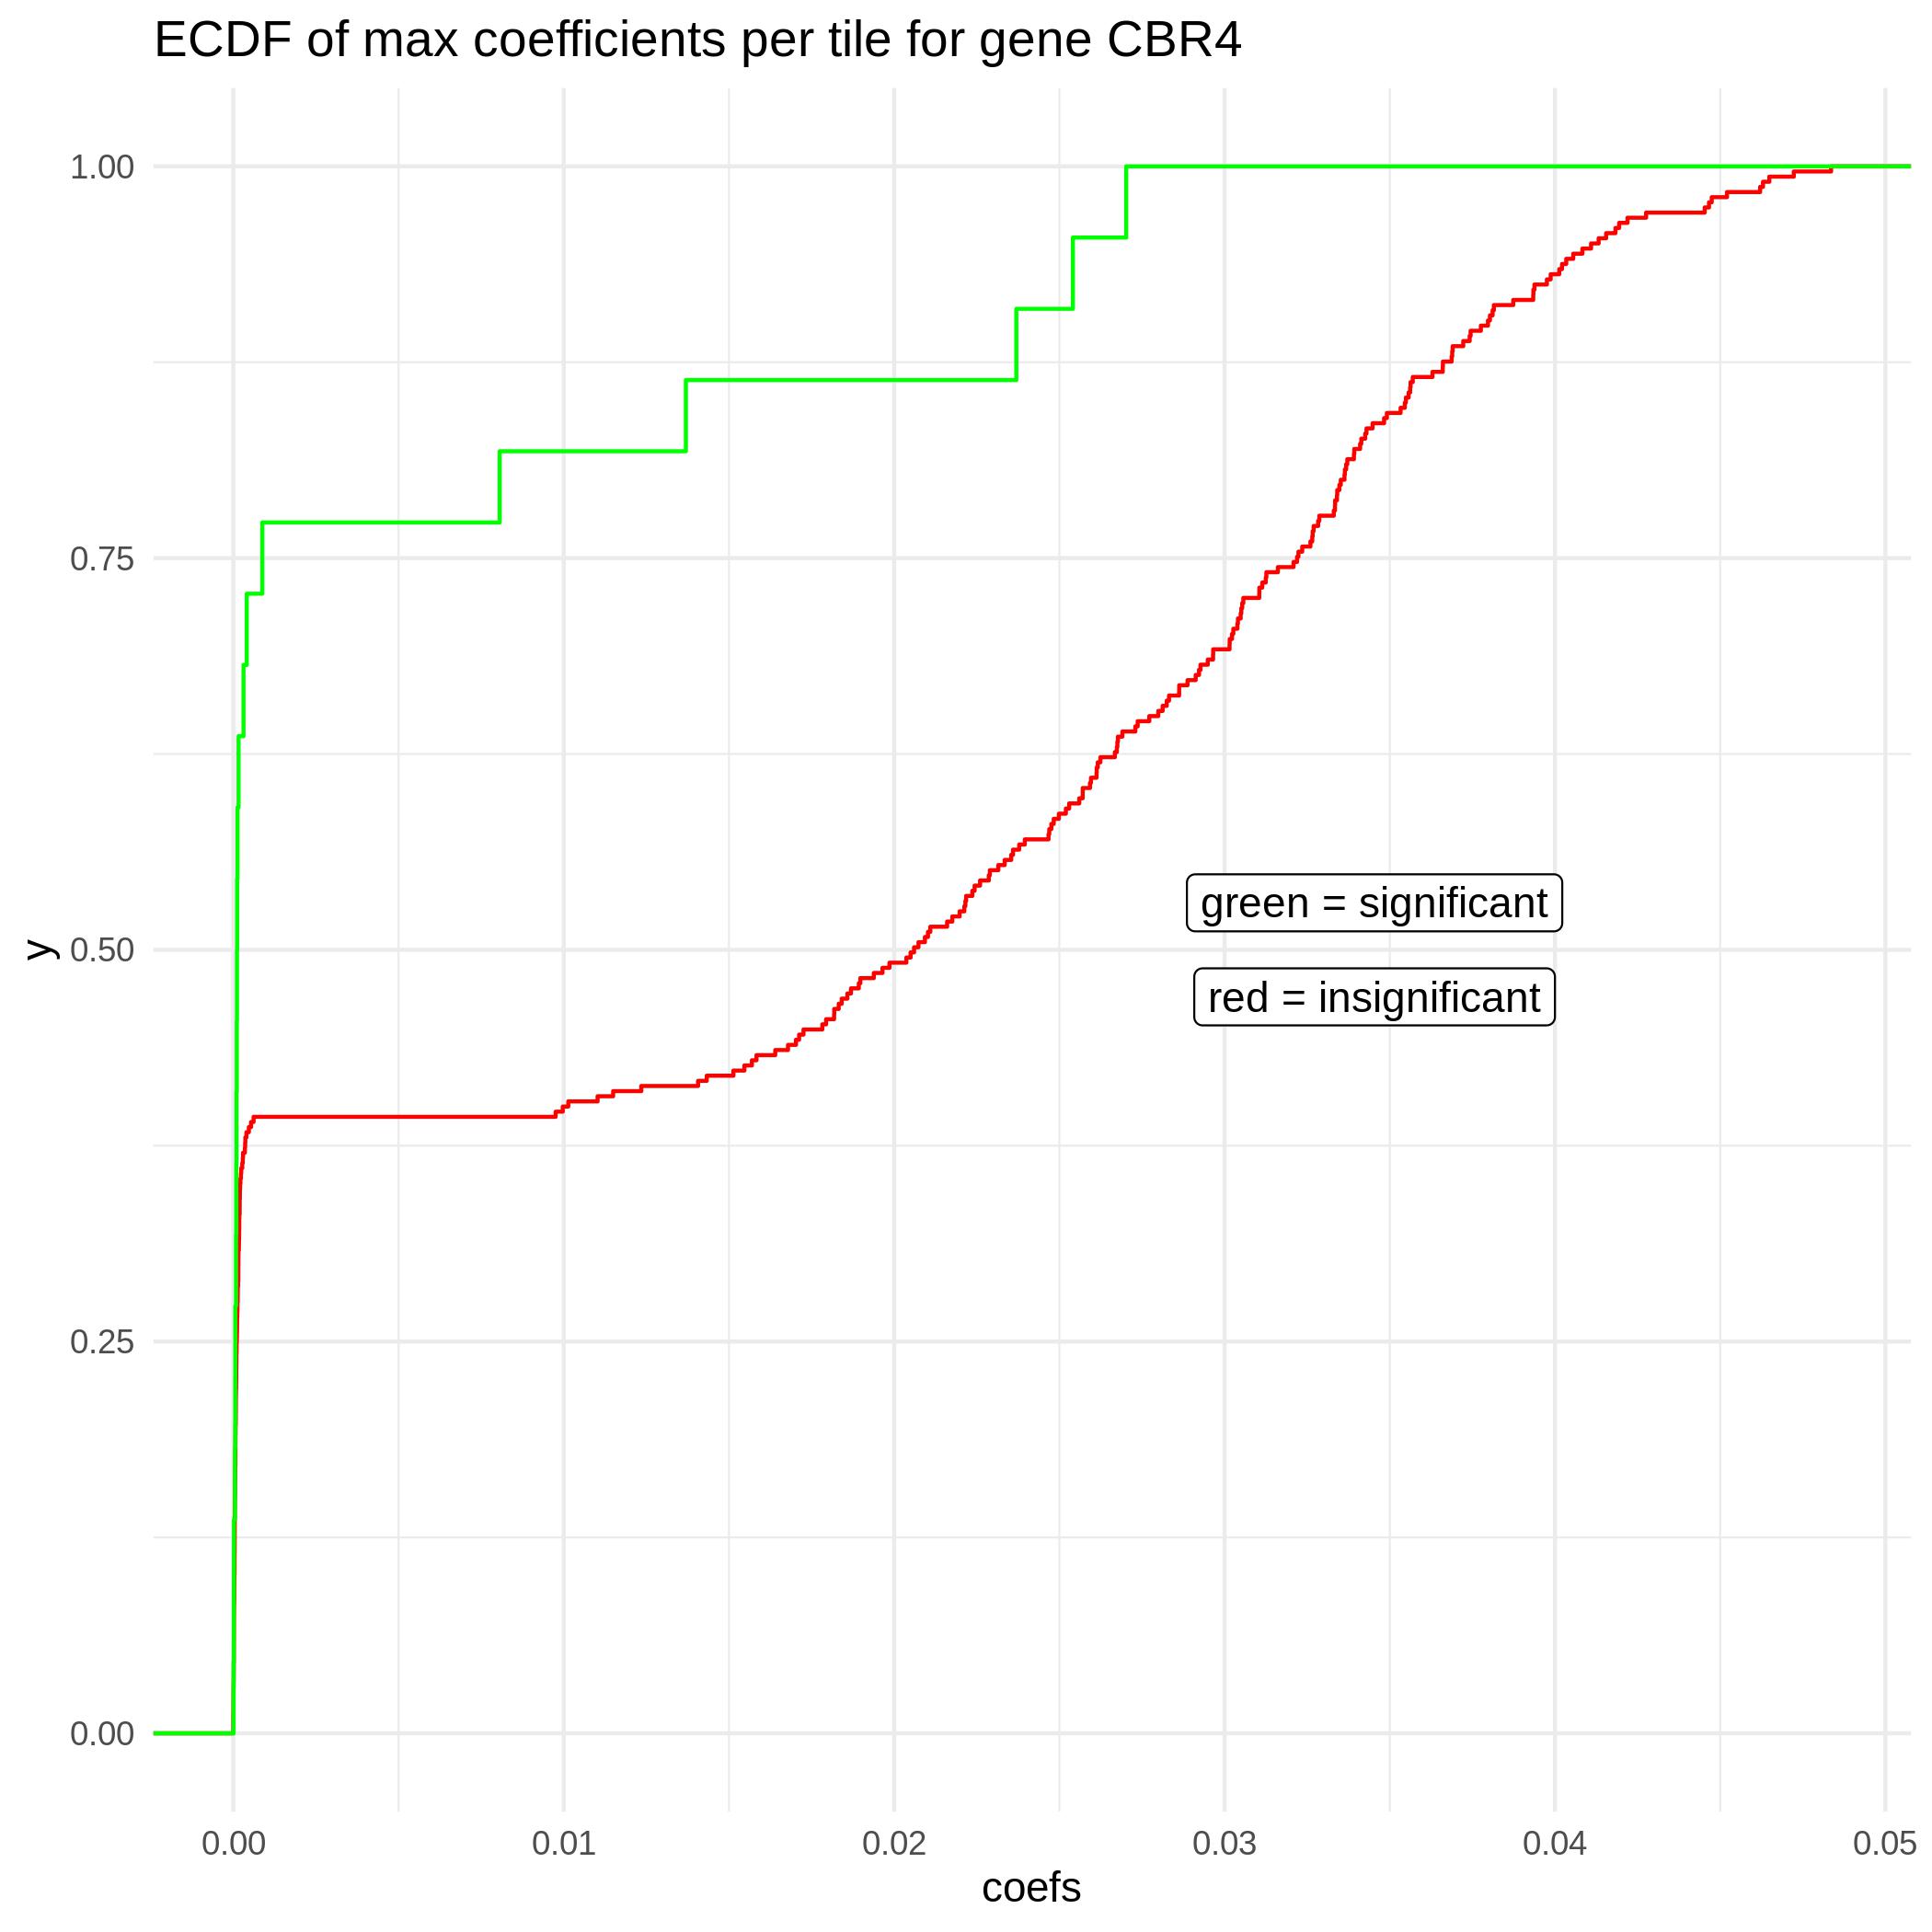 ECDF of max coefficients per tile for gene CBR4
1.00
0.75
0.50
0.25
0.00
y
green = significant
red = insignificant
0.00 0.01 0.02 0.03 0.04 0.05
coefs